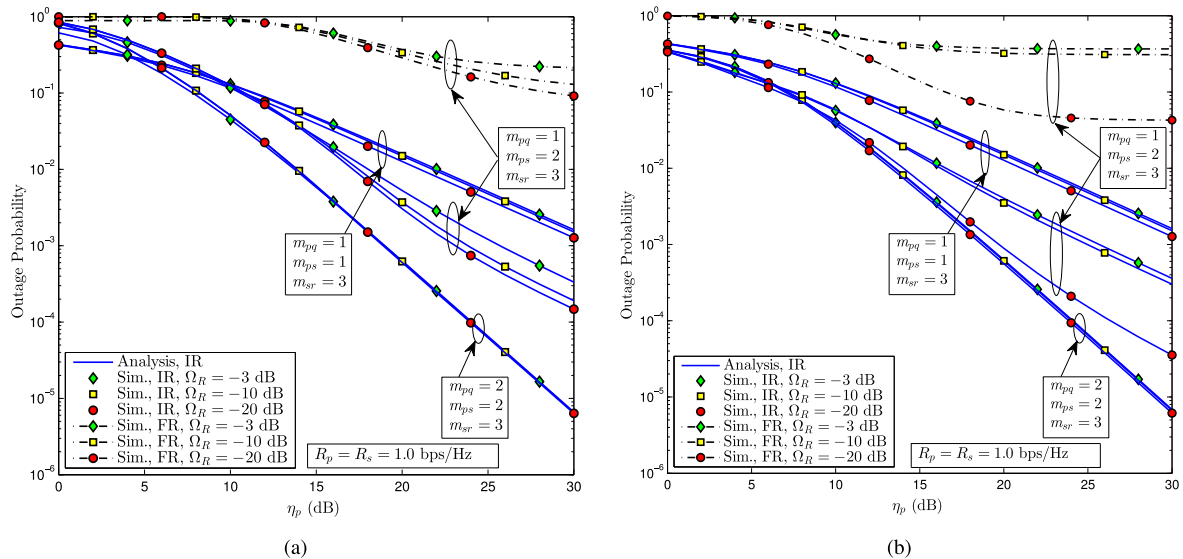 10^0
10^-1
10^-2
10^-3
10^-4
10^-5
10^-6
Outage Probability
0 5 10 15 20 25 30
η_p (dB)
m_pq = 1
m_ps = 2
m_sr = 3
m_pq = 1
m_ps = 1
m_sr = 3
m_pq = 2
m_ps = 2
m_sr = 3
Analysis, IR
Sim., IR, Ω_R = −3 dB
Sim., IR, Ω_R = −10 dB
Sim., IR, Ω_R = −20 dB
Sim., FR, Ω_R = −3 dB
Sim., FR, Ω_R = −10 dB
Sim., FR, Ω_R = −20 dB
R_p = R_s = 1.0 bps/Hz
(a)
10^0
10^-1
10^-2
10^-3
10^-4
10^-5
10^-6
Outage Probability
0 5 10 15 20 25 30
η_p (dB)
m_pq = 1
m_ps = 2
m_sr = 3
m_pq = 1
m_ps = 1
m_sr = 3
m_pq = 2
m_ps = 2
m_sr = 3
Analysis, IR
Sim., IR, Ω_R = −3 dB
Sim., IR, Ω_R = −10 dB
Sim., IR, Ω_R = −20 dB
Sim., FR, Ω_R = −3 dB
Sim., FR, Ω_R = −10 dB
Sim., FR, Ω_R = −20 dB
R_p = R_s = 1.0 bps/Hz
(b)